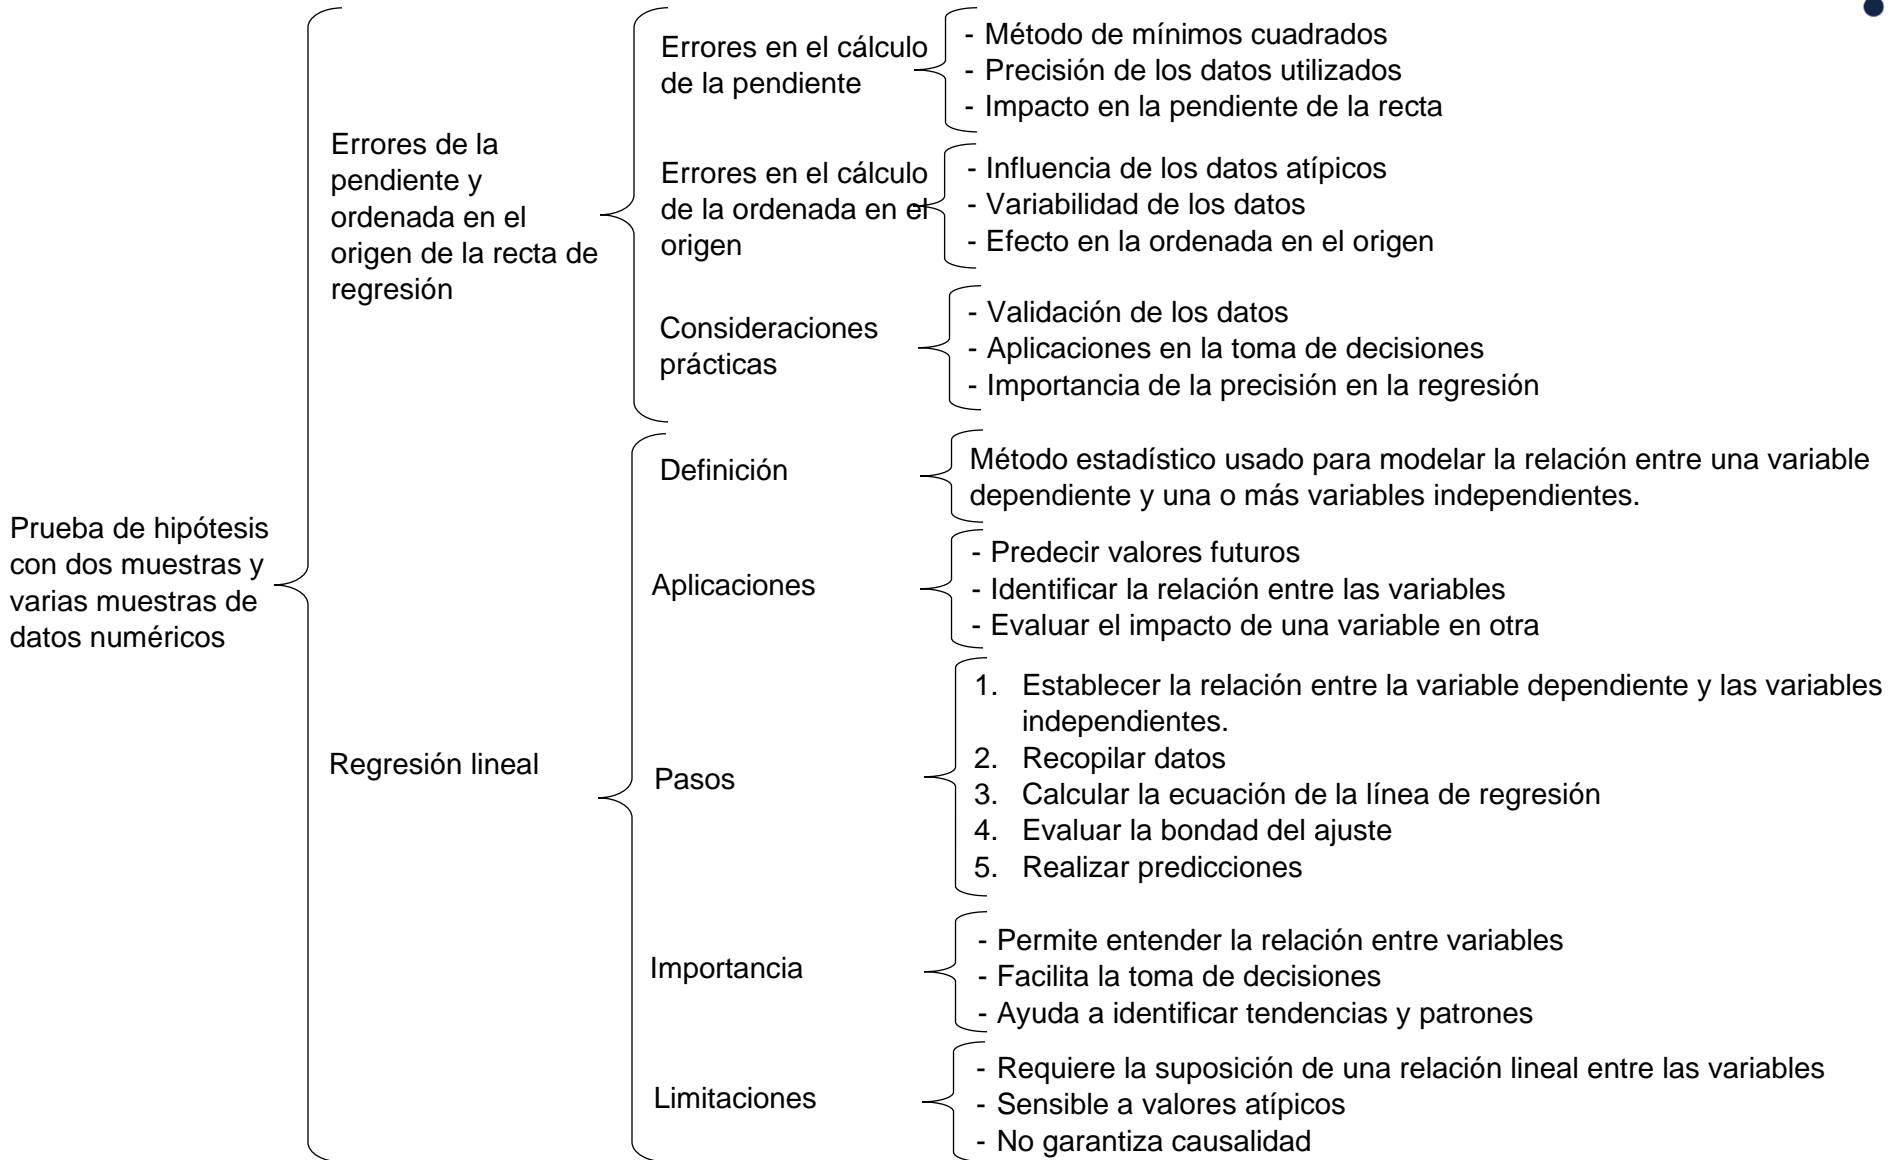 Prueba de hipótesis
con dos muestras y
varias muestras de
datos numéricos
Errores de la
pendiente y
ordenada en el
origen de la recta de
regresión
Errores en el cálculo
de la pendiente
- Método de mínimos cuadrados
- Precisión de los datos utilizados
- Impacto en la pendiente de la recta
Errores en el cálculo
de la ordenada en el
origen
- Influencia de los datos atípicos
- Variabilidad de los datos
- Efecto en la ordenada en el origen
Consideraciones
prácticas
- Validación de los datos
- Aplicaciones en la toma de decisiones
- Importancia de la precisión en la regresión
Regresión lineal
Definición
Método estadístico usado para modelar la relación entre una variable
dependiente y una o más variables independientes.
Aplicaciones
- Predecir valores futuros
- Identificar la relación entre las variables
- Evaluar el impacto de una variable en otra
Pasos
1. Establecer la relación entre la variable dependiente y las variables
independientes.
2. Recopilar datos
3. Calcular la ecuación de la línea de regresión
4. Evaluar la bondad del ajuste
5. Realizar predicciones
Importancia
- Permite entender la relación entre variables
- Facilita la toma de decisiones
- Ayuda a identificar tendencias y patrones
Limitaciones
- Requiere la suposición de una relación lineal entre las variables
- Sensible a valores atípicos
- No garantiza causalidad